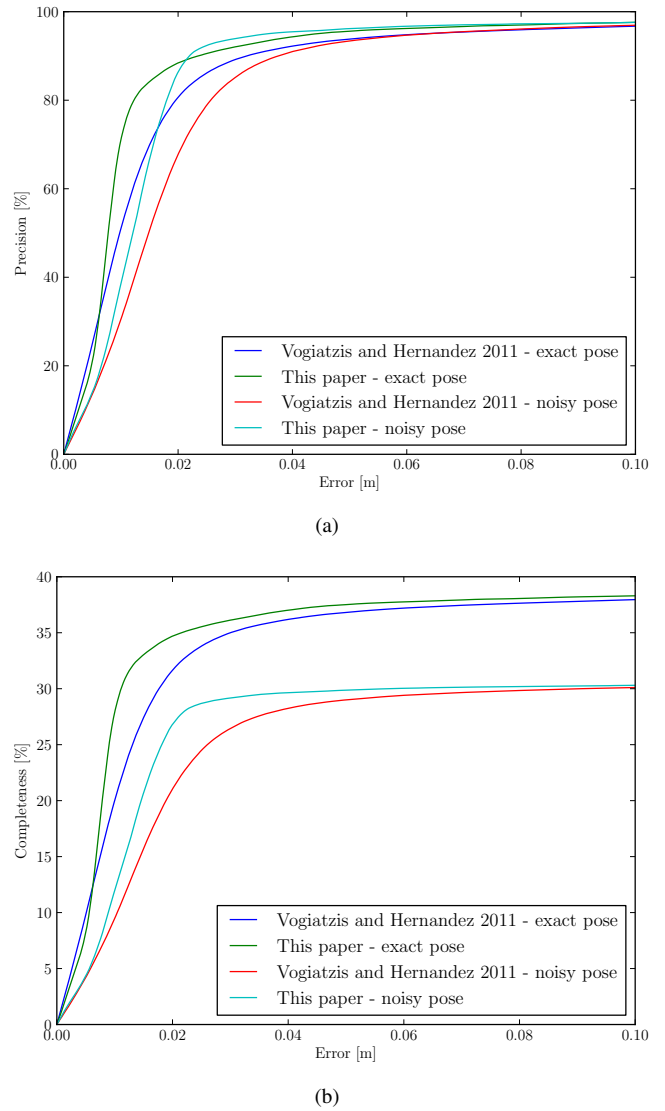 100
80
60
40
20
0
Precision [%]
Vogiatzis and Hernandez 2011 - exact pose
This paper - exact pose
Vogiatzis and Hernandez 2011 - noisy pose
This paper - noisy pose
0.00 0.02 0.04 0.06 0.08 0.10
Error [m]
(a)
40
35
30
25
20
15
10
5
0
Completeness [%]
Vogiatzis and Hernandez 2011 - exact pose
This paper - exact pose
Vogiatzis and Hernandez 2011 - noisy pose
This paper - noisy pose
0.00 0.02 0.04 0.06 0.08 0.10
Error [m]
(b)